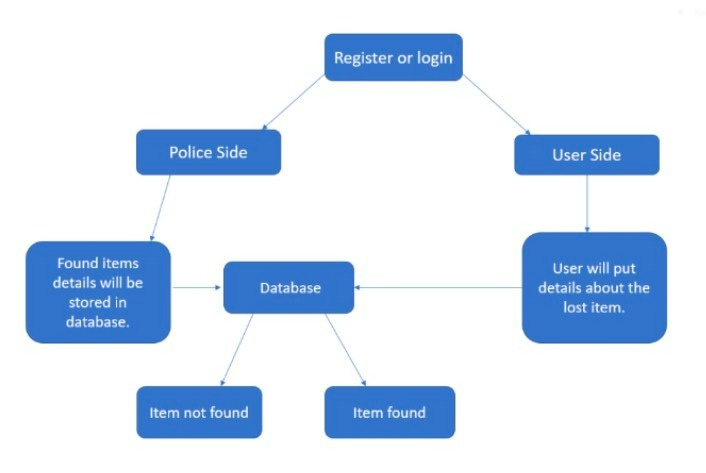 Register or login
Police Side
User Side
Found items
details will be
stored in
database.
Database
User will put
details about the
lost item.
Item not found
Item found